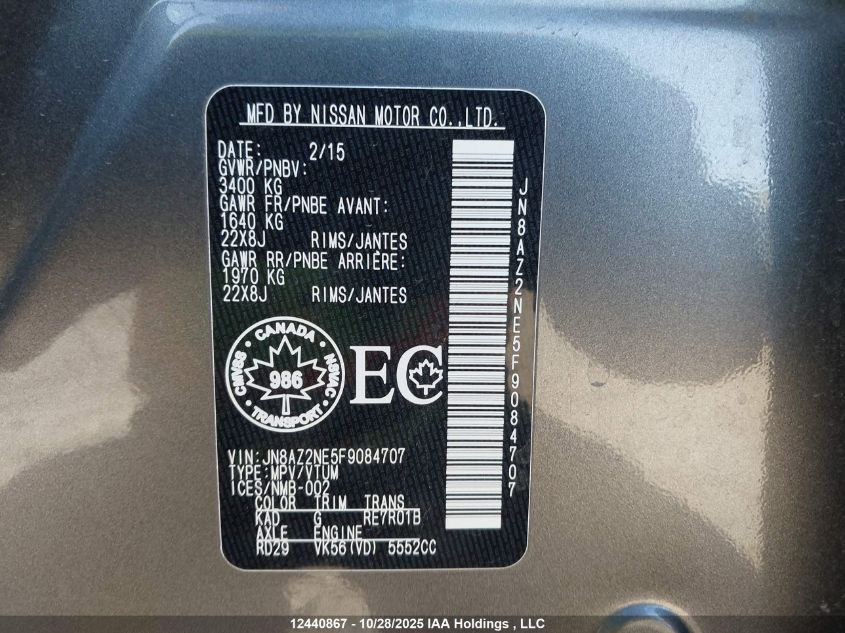 MFD BY NISSAN MOTOR CO.,LTD.
DATE: 2/15
GVWR/PNBV:
3400 KG
GAWR FR/PNBE AVANT:
1640 KG
22X8J RIMS/JANTES
GAWR RR/PNBE ARRIÈRE:
1970 KG
22X8J RIMS/JANTES
CANADA
CMVSS 986 NSVAC
TRANSPORT
EC
JN8AZ2NE5F9084707
VIN:JN8AZ2NE5F9084707
TYPE:MPV/VTUM
ICES/NMB-002
COLOR TRIM TRANS
KAD G RE7R01B
AXLE ENGINE
RD29 VK56(VD) 5552CC
12440867 - 10/28/2025 IAA Holdings , LLC